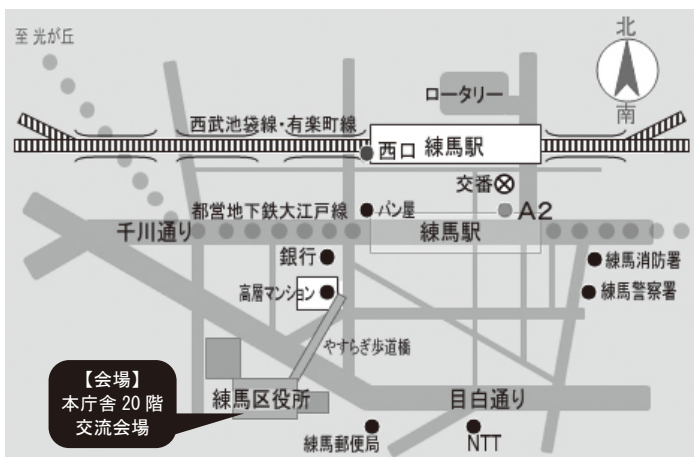 至 光が丘
北
南
ロータリー
西武池袋線・有楽町線
西口
練馬駅
交番
都営地下鉄大江戸線
パン屋
A2
千川通り
練馬駅
銀行
練馬消防署
高層マンション
練馬警察署
やすらぎ歩道橋
【会場】
本庁舎 20 階
交流会場
練馬区役所
目白通り
練馬郵便局
NTT